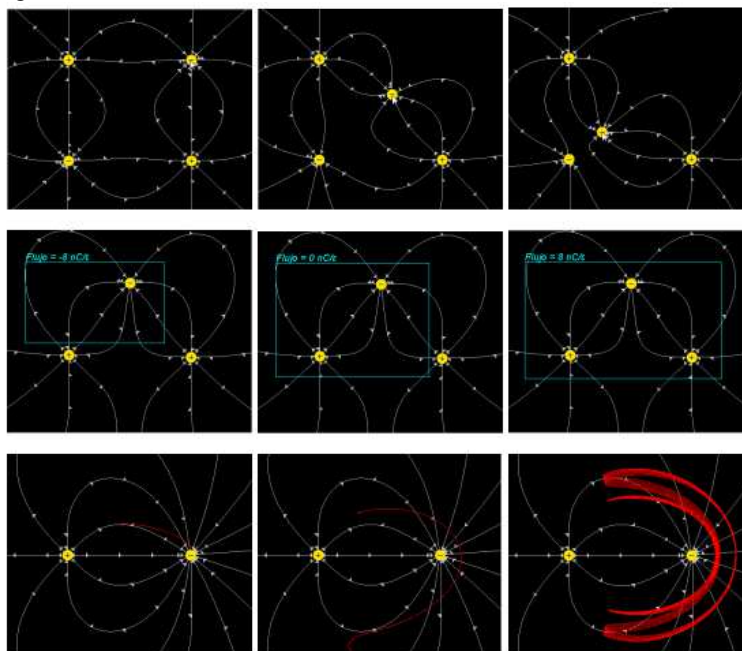 Flujo = -8 nC/ε
Flujo = 0 nC/ε
Flujo = 8 nC/ε